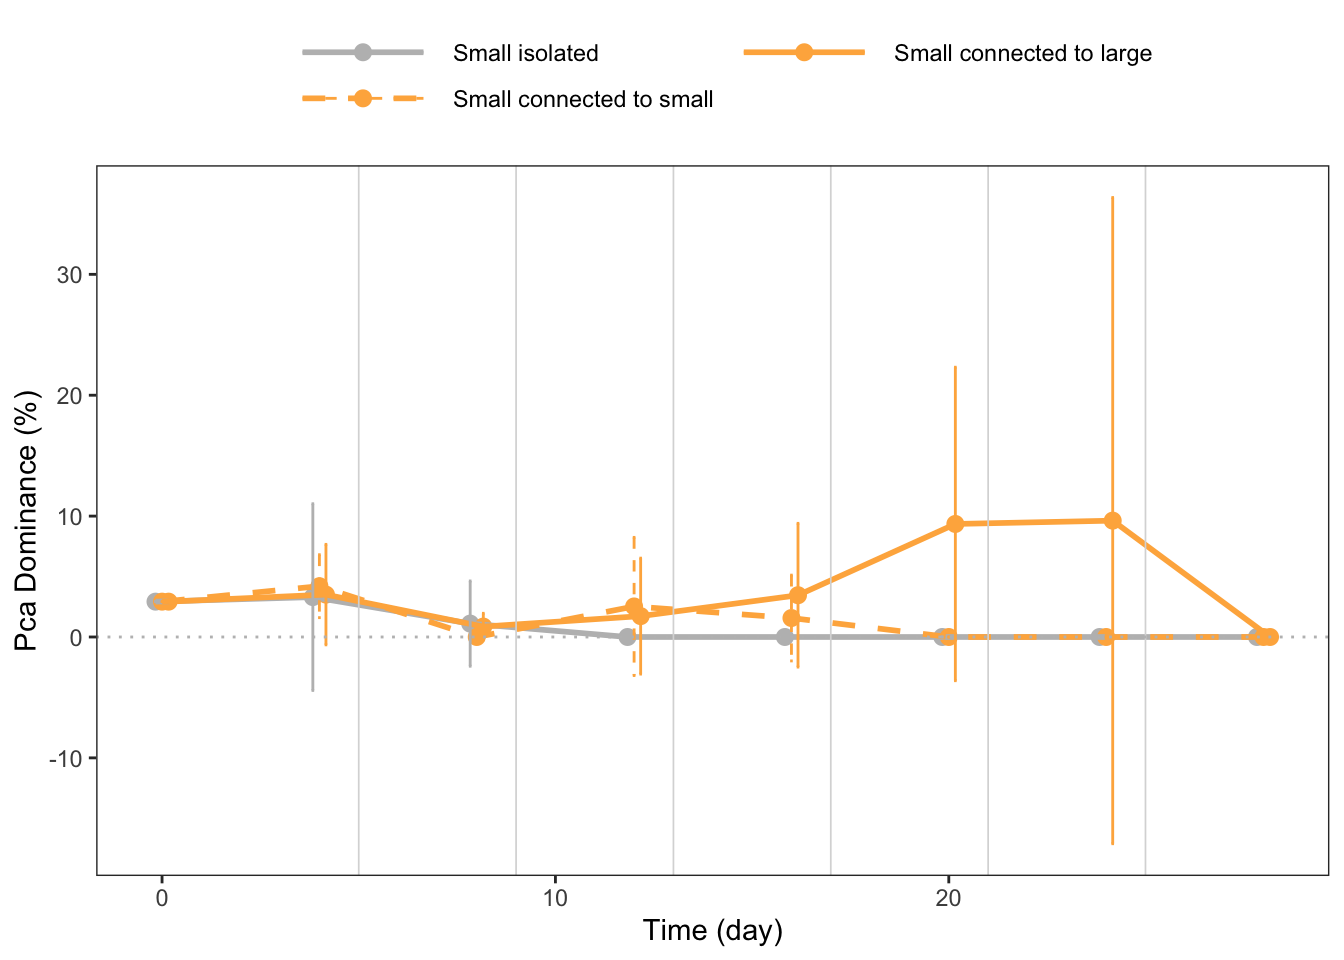 Small isolated
Small connected to large
Small connected to small
Pca Dominance (%)
30
20
10
0
-10
0
10
20
Time (day)